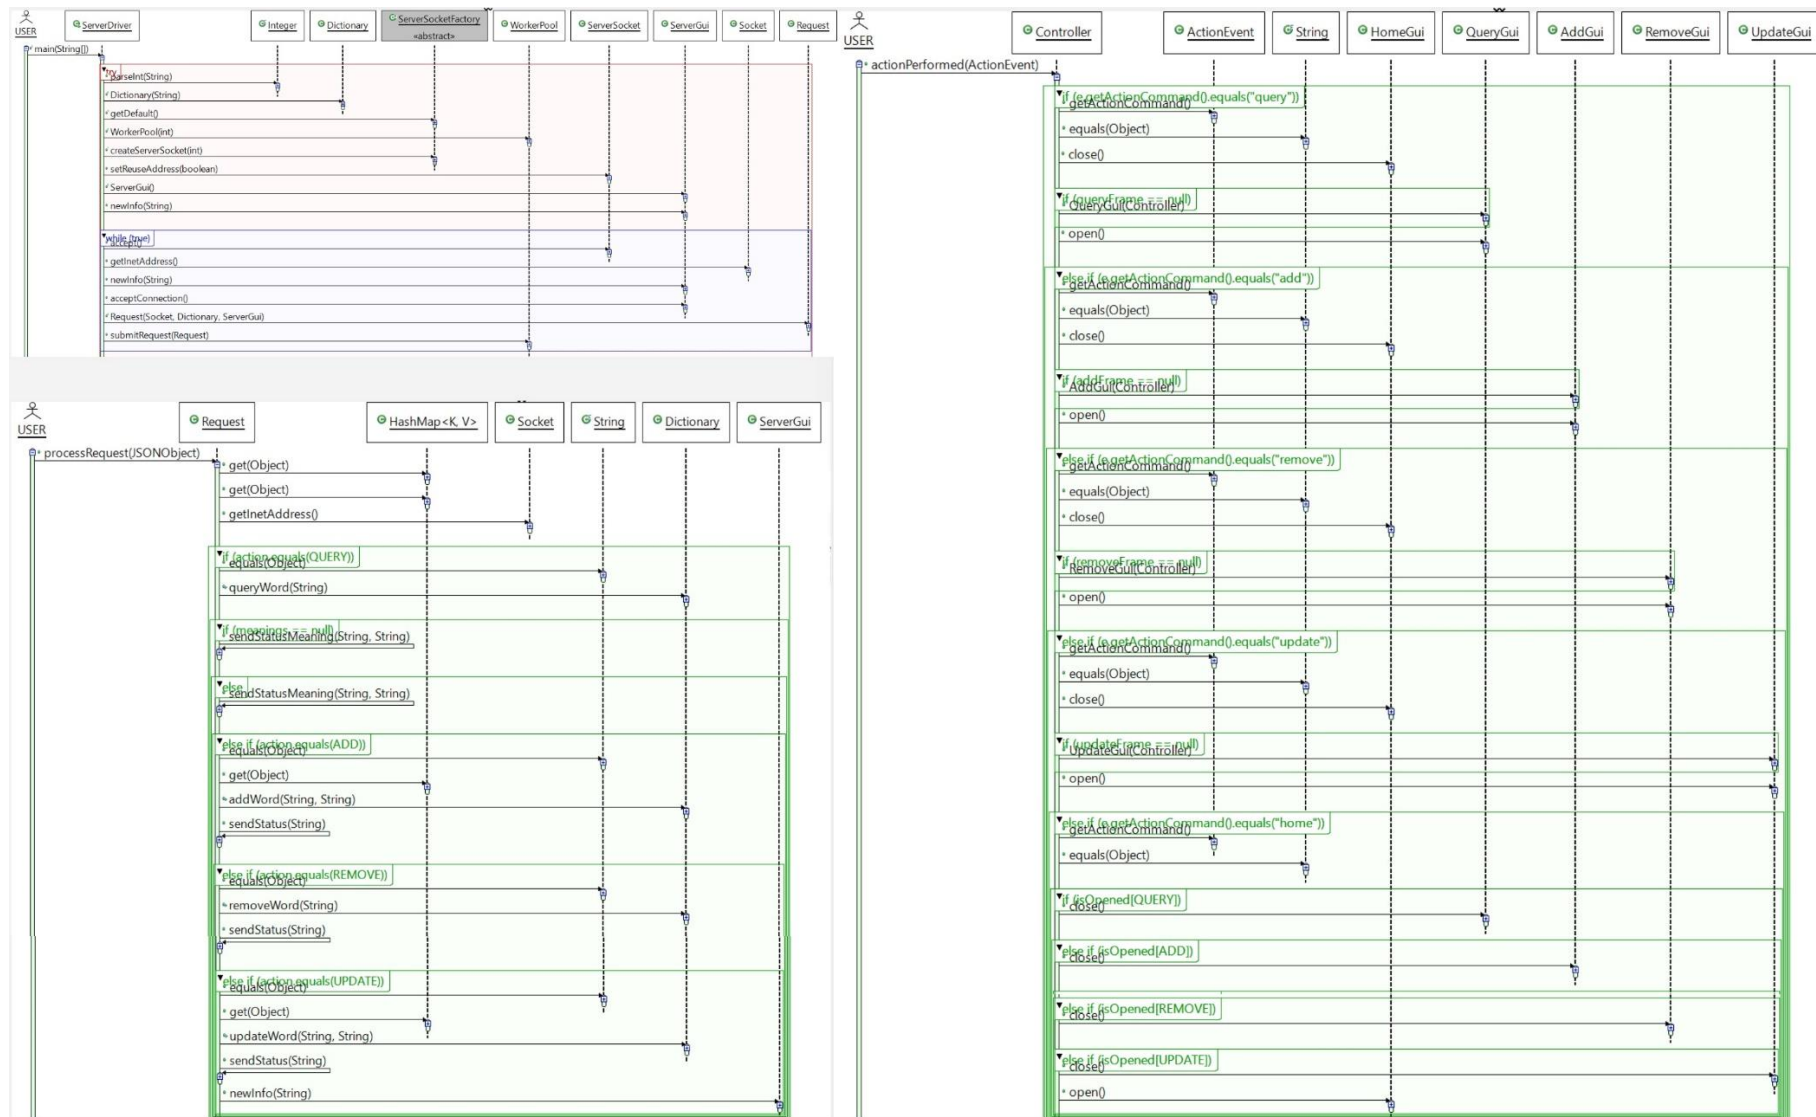 USER
ServerDriver
Integer
Dictionary
ServerSocketFactory
«abstract»
WorkerPool
ServerSocket
ServerGui
Socket
Request
main(String[])
try
parseInt(String)
Dictionary(String)
getDefault()
WorkerPool(int)
createServerSocket(int)
setReuseAddress(boolean)
ServerGui()
newInfo(String)
while (true)
accept()
getInetAddress()
newInfo(String)
acceptConnection()
Request(Socket, Dictionary, ServerGui)
submitRequest(Request)
USER
Request
HashMap<K, V>
Socket
String
Dictionary
ServerGui
processRequest(JSONObject)
get(Object)
get(Object)
getInetAddress()
if (action.equals(QUERY))
equals(Object)
queryWord(String)
if (meanings == null)
sendStatusMeaning(String, String)
else
sendStatusMeaning(String, String)
else if (action.equals(ADD))
equals(Object)
get(Object)
addWord(String, String)
sendStatus(String)
else if (action.equals(REMOVE))
equals(Object)
removeWord(String)
sendStatus(String)
else if (action.equals(UPDATE))
equals(Object)
get(Object)
updateWord(String, String)
sendStatus(String)
newInfo(String)
USER
Controller
ActionEvent
String
HomeGui
QueryGui
AddGui
RemoveGui
UpdateGui
actionPerformed(ActionEvent)
if (e.getActionCommand().equals("query"))
getActionCommand()
equals(Object)
close()
if (queryFrame == null)
QueryGui(Controller)
open()
else if (e.getActionCommand().equals("add"))
getActionCommand()
equals(Object)
close()
if (addFrame == null)
AddGui(Controller)
open()
else if (e.getActionCommand().equals("remove"))
getActionCommand()
equals(Object)
close()
if (removeFrame == null)
RemoveGui(Controller)
open()
else if (e.getActionCommand().equals("update"))
getActionCommand()
equals(Object)
close()
if (updateFrame == null)
UpdateGui(Controller)
open()
else if (e.getActionCommand().equals("home"))
getActionCommand()
equals(Object)
if (isOpened[QUERY])
close()
else if (isOpened[ADD])
close()
else if (isOpened[REMOVE])
close()
else if (isOpened[UPDATE])
close()
open()